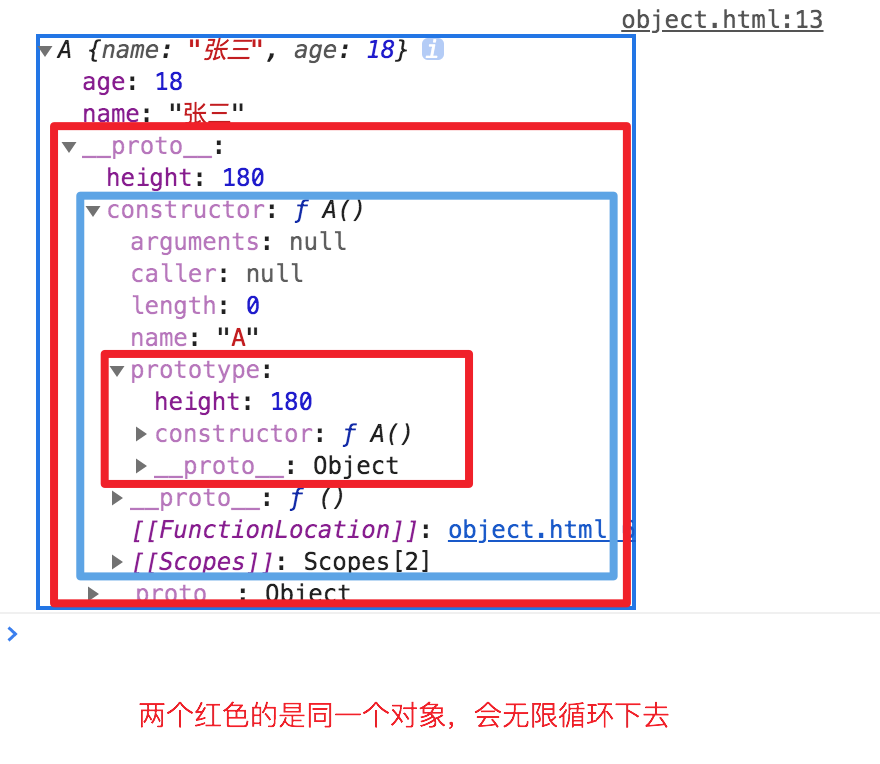 object.html:13
A {name: "张三", age: 18} i
age: 18
name: "张三"
__proto__:
height: 180
constructor: ƒ A()
arguments: null
caller: null
length: 0
name: "A"
prototype:
height: 180
constructor: ƒ A()
__proto__: Object
__proto__: ƒ ()
[[FunctionLocation]]: object.html
[[Scopes]]: Scopes[2]
__proto__: Object
两个红色的是同一个对象，会无限循环下去